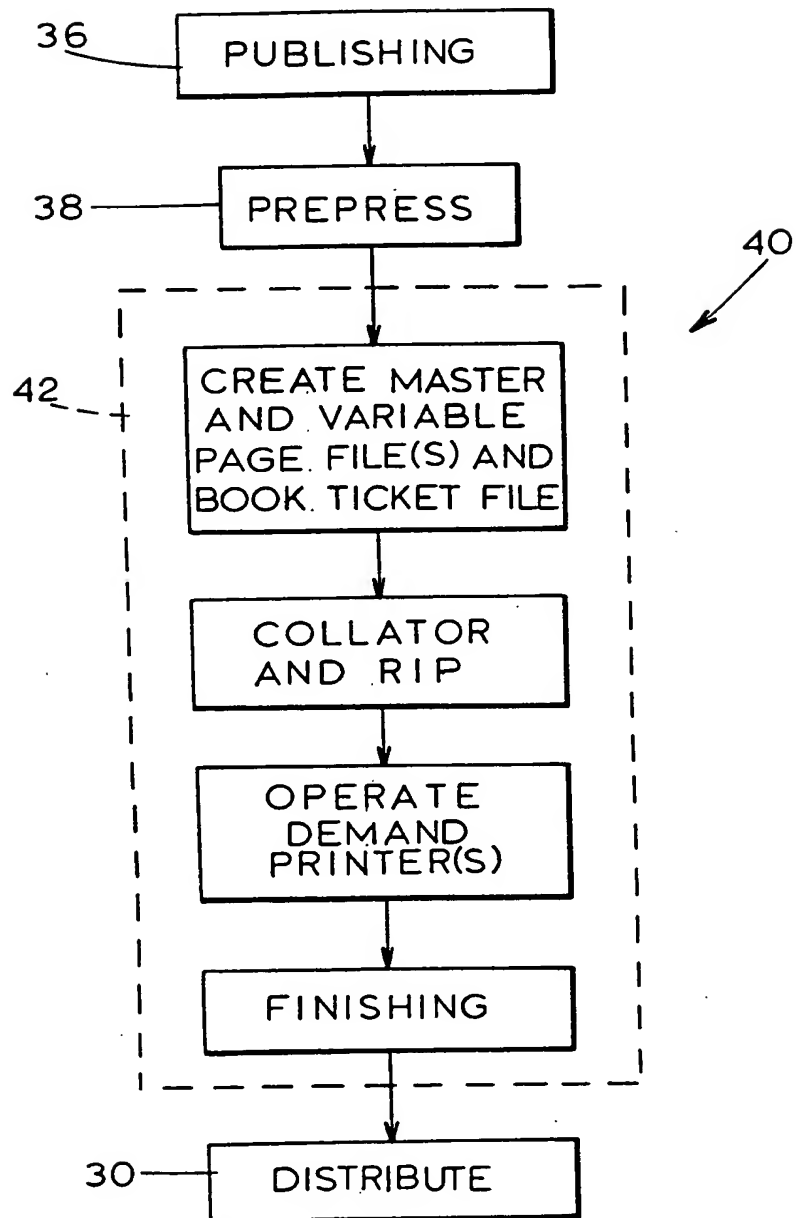 36
PUBLISHING
38
PREPRESS
40
42
CREATE MASTER
AND VARIABLE
PAGE. FILE(S) AND
BOOK. TICKET FILE
COLLATOR
AND RIP
OPERATE
DEMAND
PRINTER(S)
FINISHING
30
DISTRIBUTE